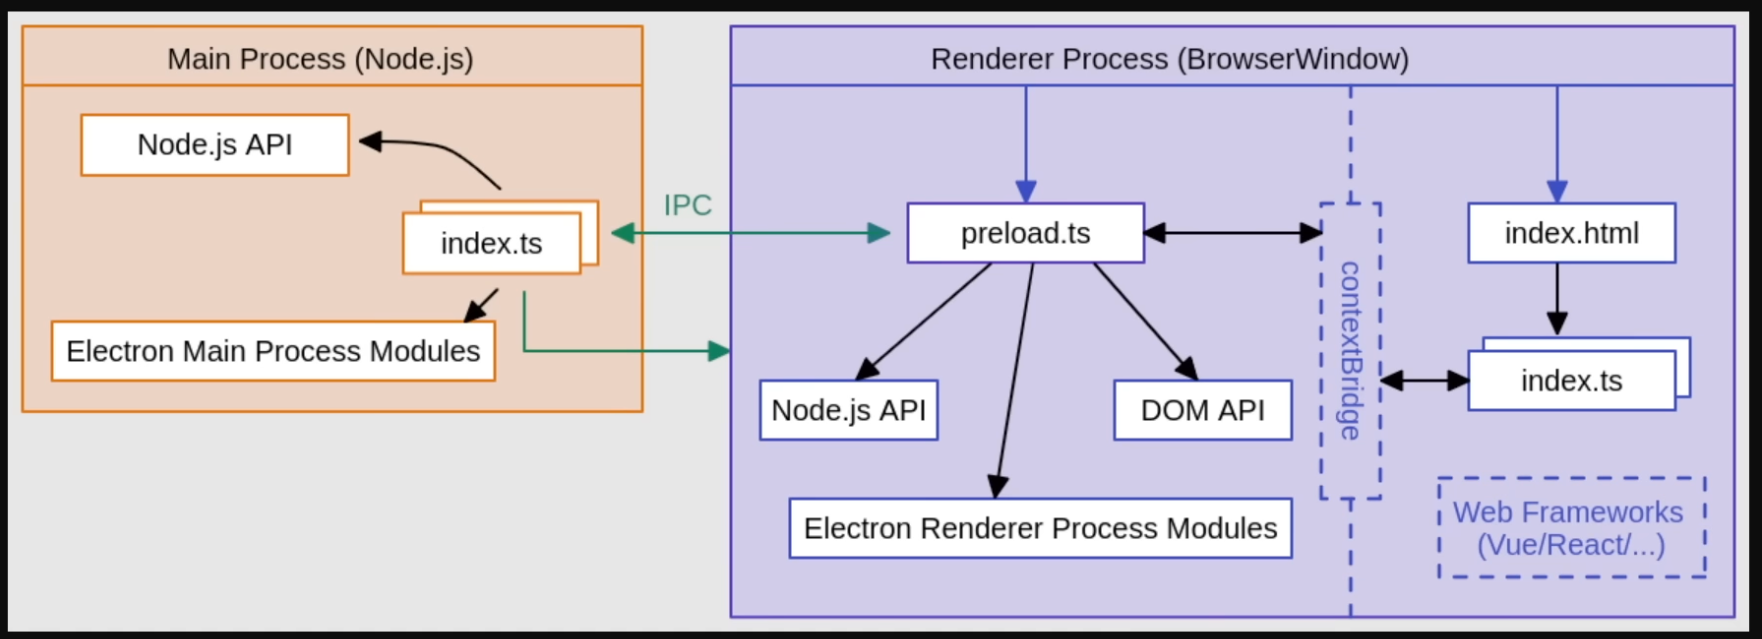 Main Process (Node.js)
Node.js API
index.ts
Electron Main Process Modules
IPC
Renderer Process (BrowserWindow)
preload.ts
Node.js API
DOM API
Electron Renderer Process Modules
contextBridge
index.html
index.ts
Web Frameworks
(Vue/React/...)